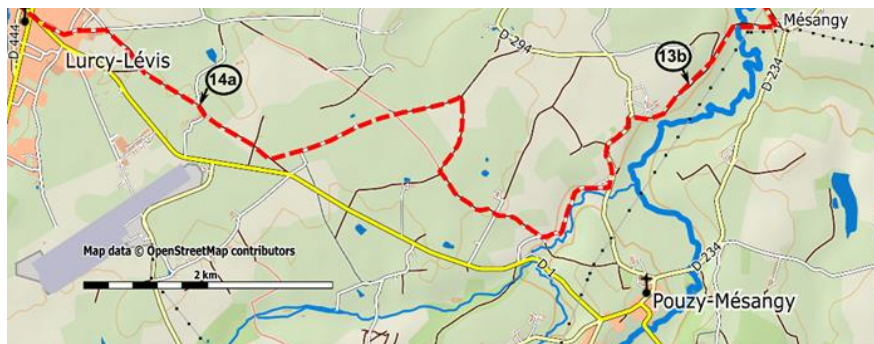 D-444
Mésangy
Lurcy-Lévis
D-294
13b
14a
D-234
Map data © OpenStreetMap contributors
2 km
D-1
D-234
Pouzy-Mésangy